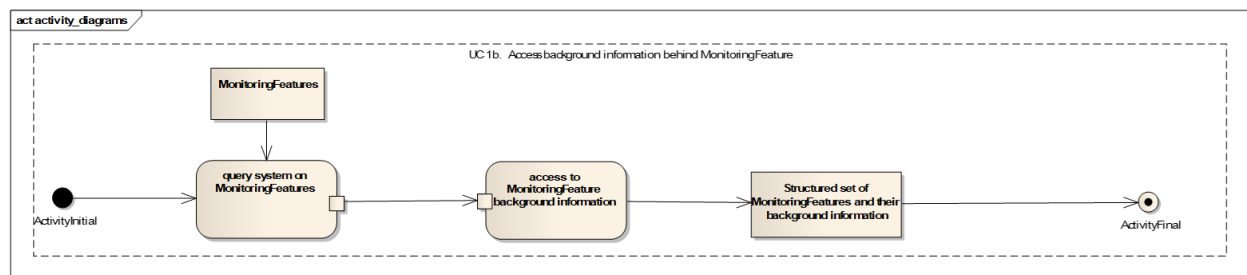 act activity_diagrams
UC 1b. Access background information behind MonitoringFeature
MonitoringFeatures
query system on
MonitoringFeatures
access to
MonitoringFeature
background information
Structured set of
MonitoringFeatures and their
background information
ActivityInitial
ActivityFinal